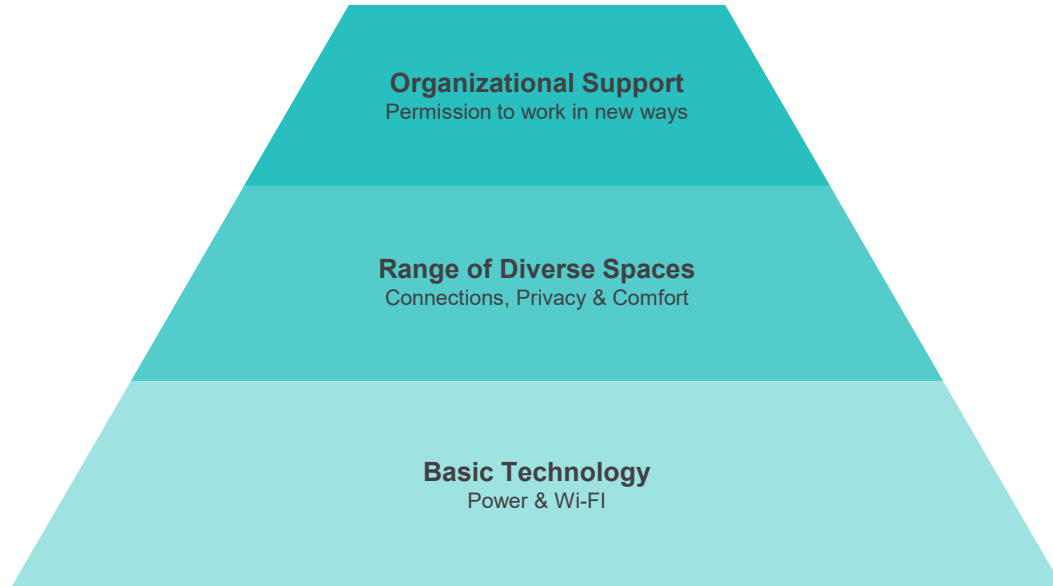 Organizational Support
Permission to work in new ways
Range of Diverse Spaces
Connections, Privacy & Comfort
Basic Technology
Power & Wi-FI